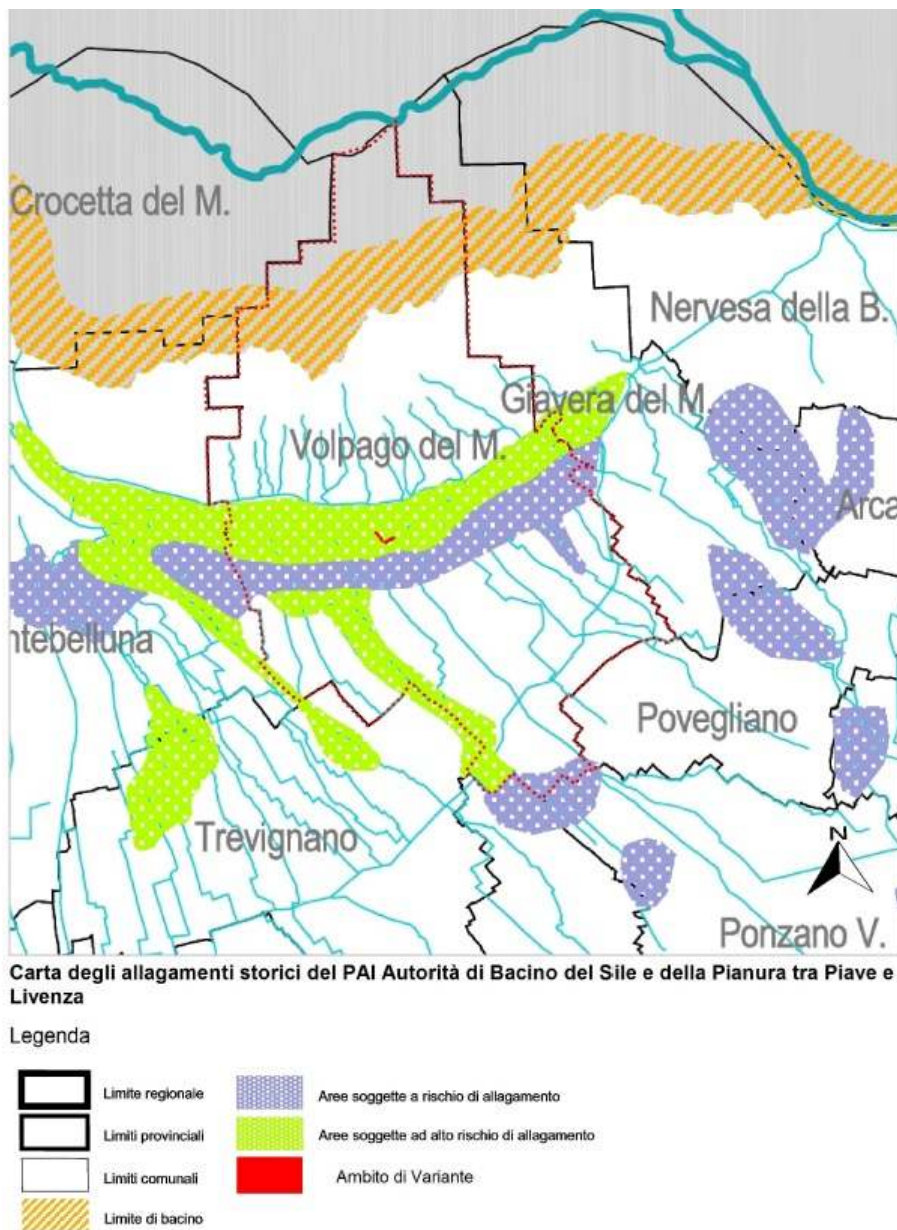 Crocetta del M.
Nervesa della B.
Giavera del M.
Volpago del M.
Arca
ntebelluna
Povegliano
Trevignano
N
Ponzano V.
Carta degli allagamenti storici del PAI Autorità di Bacino del Sile e della Pianura tra Piave e
Livenza
Legenda
Limite regionale
Limiti provinciali
Limiti comunali
Limite di bacino
Aree soggette a rischio di allagamento
Aree soggette ad alto rischio di allagamento
Ambito di Variante